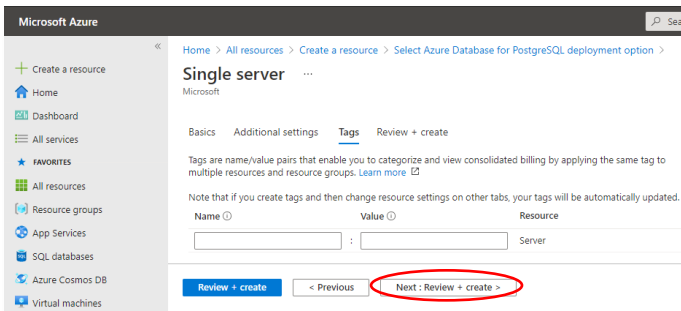 Microsoft Azure
«
Home > All resources > Create a resource > Select Azure Database for PostgreSQL deployment option >
Create a resource
Home
Dashboard
All services
FAVORITES
All resources
Resource groups
App Services
SQL databases
Azure Cosmos DB
Virtual machines
Single server ...
Microsoft
Basics Additional settings Tags Review + create
Tags are name/value pairs that enable you to categorize and view consolidated billing by applying the same tag to
multiple resources and resource groups. Learn more
Note that if you create tags and then change resource settings on other tabs, your tags will be automatically updated.
Name Value Resource
: Server
Review + create < Previous Next : Review + create >